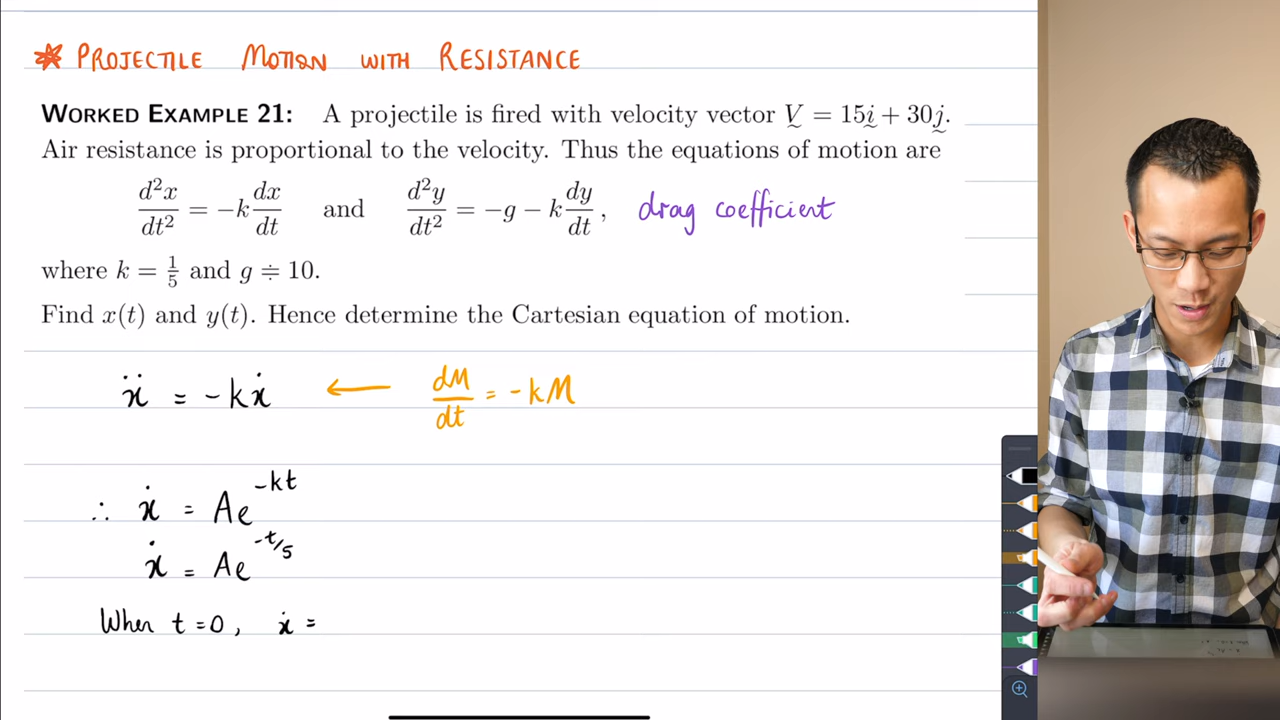 * PROJECTILE MOTION WITH RESISTANCE
WORKED EXAMPLE 21: A projectile is fired with velocity vector V̰ = 15ḭ + 30j̰.
Air resistance is proportional to the velocity. Thus the equations of motion are
d²x/dt² = −k dx/dt and d²y/dt² = −g − k dy/dt, drag coefficient
where k = 1/5 and g ≑ 10.
Find x(t) and y(t). Hence determine the Cartesian equation of motion.
ẍ = -kẋ ← dM/dt = -kM
∴ ẋ = Ae^(-kt)
ẋ = Ae^(-t/5)
When t = 0, ẋ =